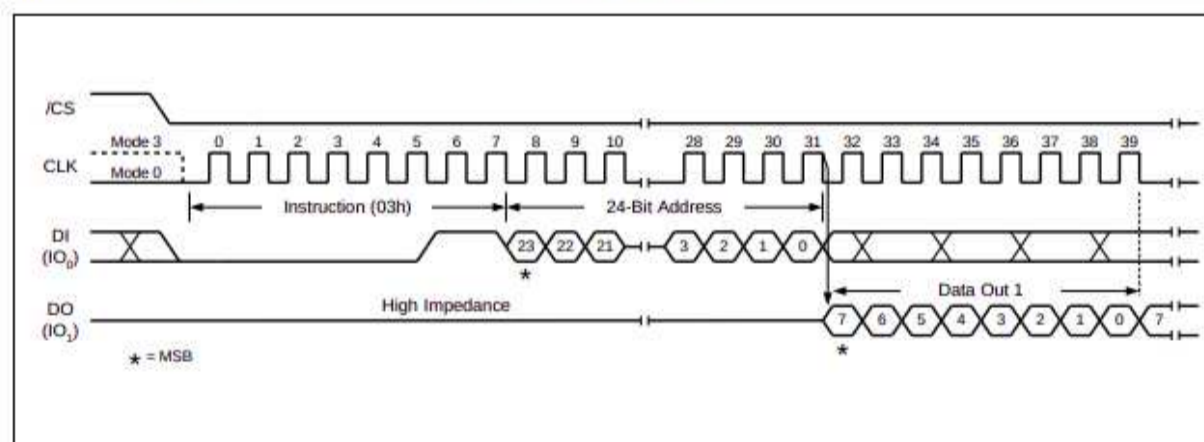 /CS
Mode 3
0 1 2 3 4 5 6 7 8 9 10 28 29 30 31 32 33 34 35 36 37 38 39
CLK
Mode 0
Instruction (03h) 24-Bit Address
DI
(IO0)
23 22 21 3 2 1 0
*
High Impedance
Data Out 1
DO
(IO1)
7 6 5 4 3 2 1 0 7
*
* = MSB